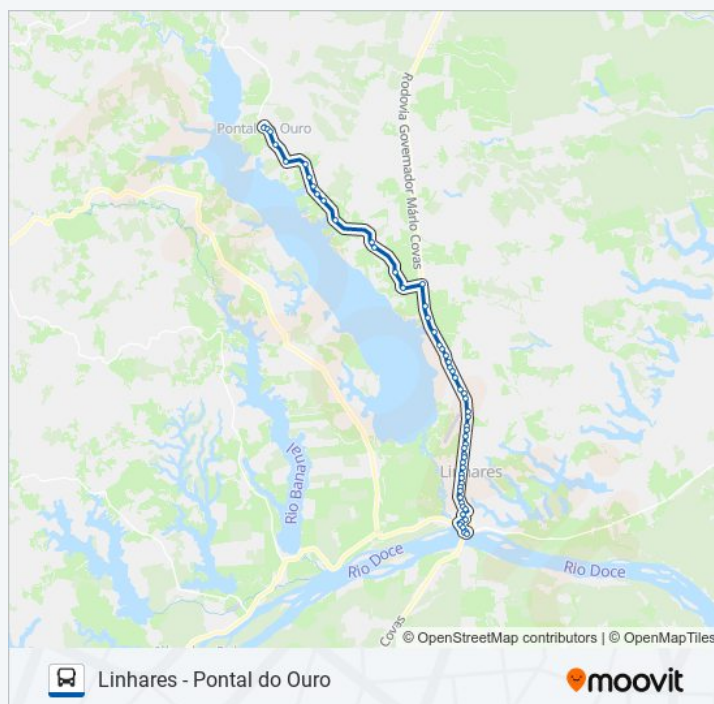 Pontal do Ouro
Rodovia Governador Mário Covas
Linhares
Rio Bananal
Rio Doce
Rio Doce
Covas
© OpenStreetMap contributors | © OpenMapTiles
Linhares - Pontal do Ouro
moovit